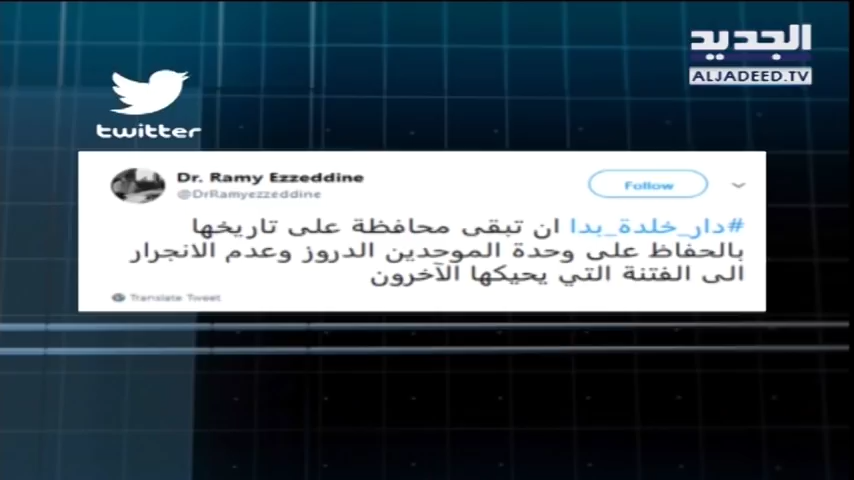 الجديد
ALJADEED.TV
twitter
Dr. Ramy Ezzeddine
@DrRamyezzeddine
Follow
#دار_خلدة_بدا ان تبقى محافظة على تاريخها
بالحفاظ على وحدة الموحدين الدروز وعدم الانجرار
الى الفتنة التي يحيكها الآخرون
Translate Tweet